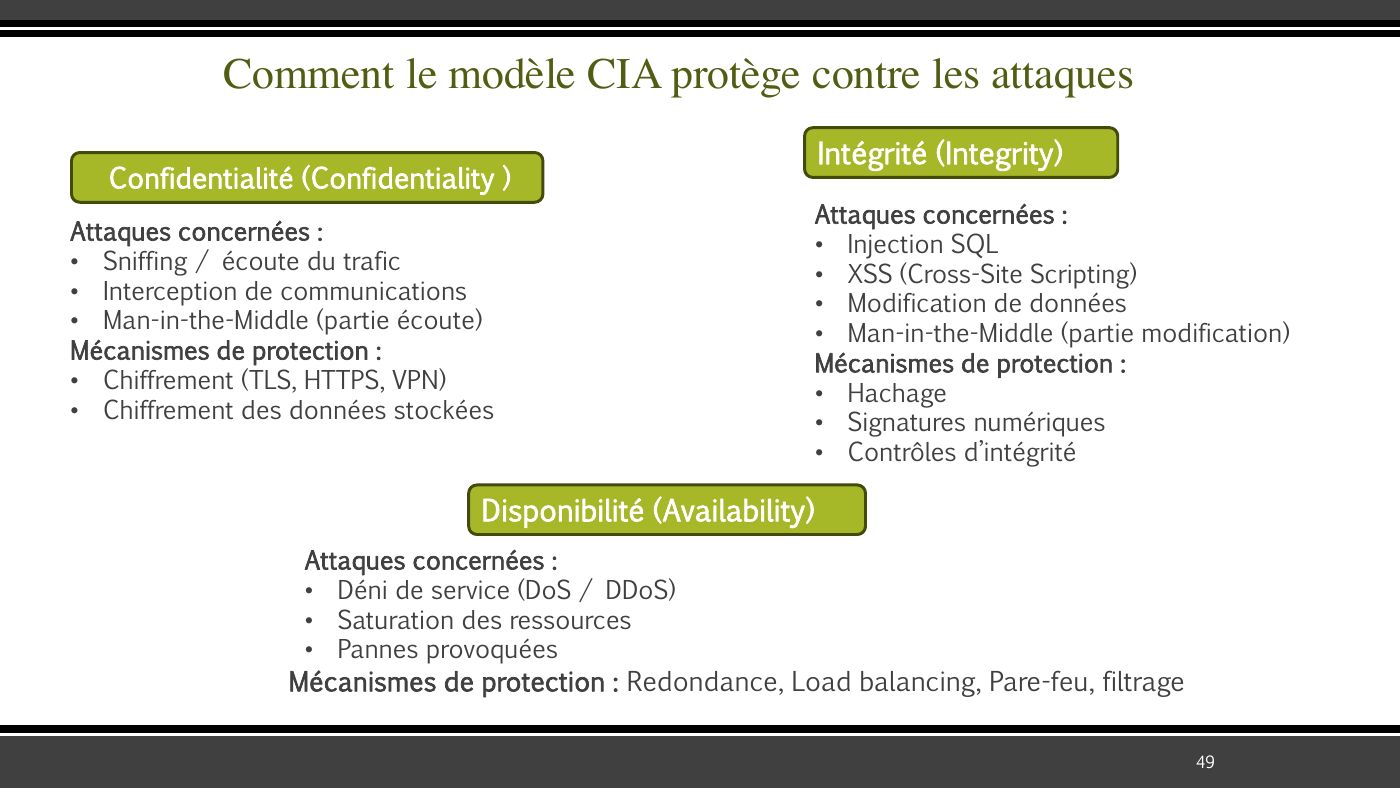 Comment le modèle CIA protège contre les attaques
Confidentialité (Confidentiality )
Attaques concernées :
• Sniffing / écoute du trafic
• Interception de communications
• Man-in-the-Middle (partie écoute)
Mécanismes de protection :
• Chiffrement (TLS, HTTPS, VPN)
• Chiffrement des données stockées
Intégrité (Integrity)
Attaques concernées :
• Injection SQL
• XSS (Cross-Site Scripting)
• Modification de données
• Man-in-the-Middle (partie modification)
Mécanismes de protection :
• Hachage
• Signatures numériques
• Contrôles d’intégrité
Disponibilité (Availability)
Attaques concernées :
• Déni de service (DoS / DDoS)
• Saturation des ressources
• Pannes provoquées
Mécanismes de protection : Redondance, Load balancing, Pare-feu, filtrage
49